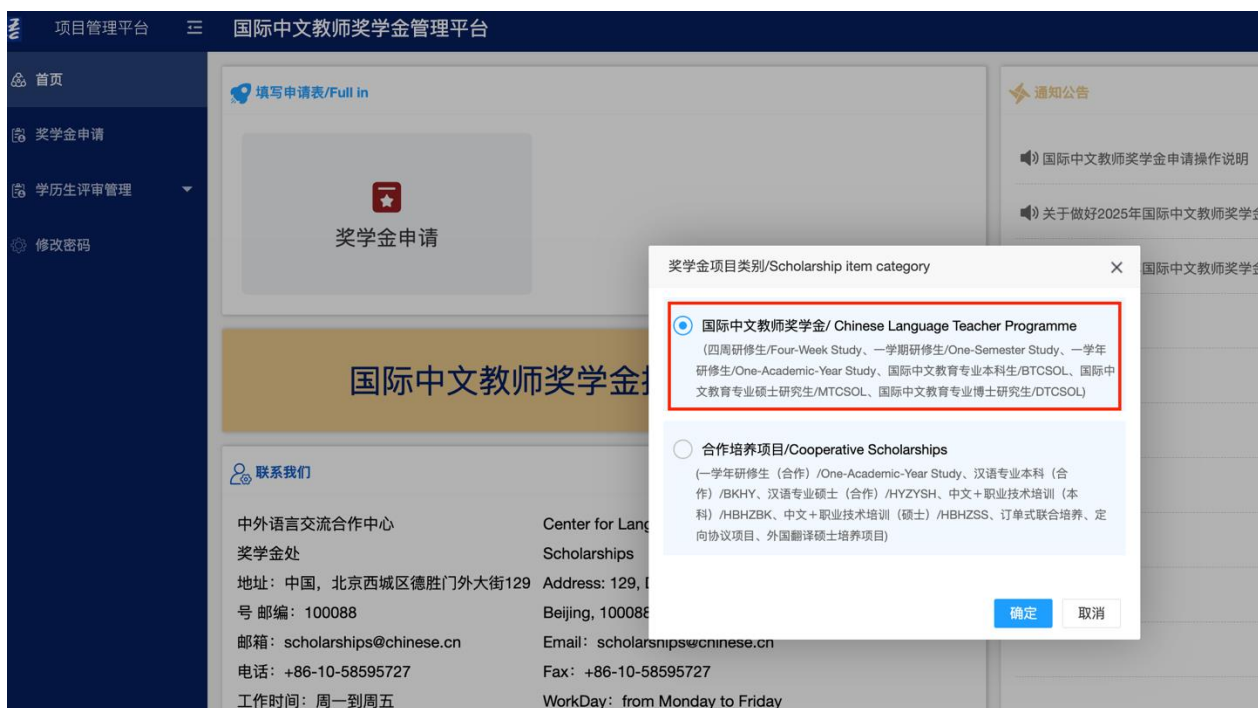 项目管理平台
国际中文教师奖学金管理平台
首页
奖学金申请
学历生评审管理
修改密码
填写申请表/Full in
奖学金申请
国际中文教师奖学金
联系我们
中外语言交流合作中心
奖学金处
地址：中国，北京西城区德胜门外大街129
号 邮编：100088
邮箱：scholarships@chinese.cn
电话：+86-10-58595727
工作时间：周一到周五
Center for Lang
Scholarships
Address: 129,
Beijing, 100088
Email：scholarships@chinese.cn
Fax：+86-10-58595727
WorkDay：from Monday to Friday
通知公告
国际中文教师奖学金申请操作说明
关于做好2025年国际中文教师奖学金
国际中文教师奖学金
奖学金项目类别/Scholarship item category
国际中文教师奖学金/ Chinese Language Teacher Programme
(四周研修生/Four-Week Study、一学期研修生/One-Semester Study、一学年
研修生/One-Academic-Year Study、国际中文教育专业本科生/BTCSOL、国际中
文教育专业硕士研究生/MTCSOL、国际中文教育专业博士研究生/DTCSOL)
合作培养项目/Cooperative Scholarships
(一学年研修生（合作）/One-Academic-Year Study、汉语专业本科（合
作）/BKHY、汉语专业硕士（合作）/HYZYSH、中文＋职业技术培训（本
科）/HBHZBK、中文＋职业技术培训（硕士）/HBHZSS、订单式联合培养、定
向协议项目、外国翻译硕士培养项目)
确定
取消